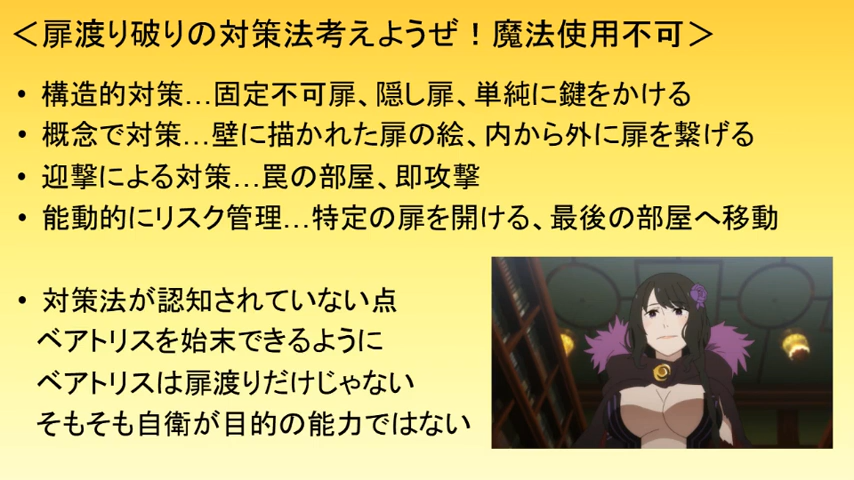 ＜扉渡り破りの対策法考えようぜ！魔法使用不可＞
• 構造的対策…固定不可扉、隠し扉、単純に鍵をかける
• 概念で対策…壁に描かれた扉の絵、内から外に扉を繋げる
• 迎撃による対策…罠の部屋、即攻撃
• 能動的にリスク管理…特定の扉を開ける、最後の部屋へ移動
• 対策法が認知されていない点
ベアトリスを始末できるように
ベアトリスは扉渡りだけじゃない
そもそも自衛が目的の能力ではない